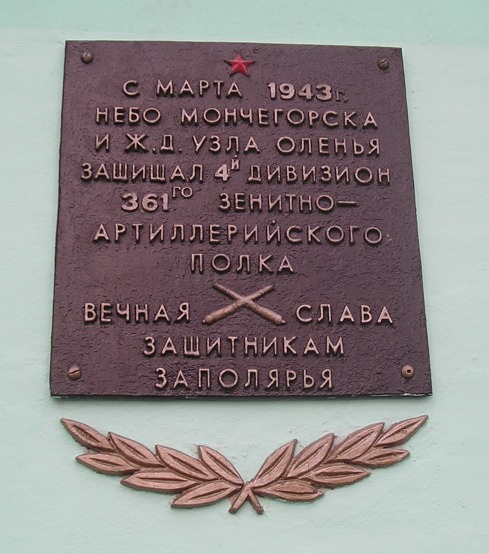 С МАРТА 1943г.
НЕБО МОНЧЕГОРСКА
И Ж.Д. УЗЛА ОЛЕНЬЯ
ЗАЩИЩАЛ 4й ДИВИЗИОН
361ГО ЗЕНИТНО—
АРТИЛЛЕРИЙСКОГО
ПОЛКА
ВЕЧНАЯ СЛАВА
ЗАЩИТНИКАМ
ЗАПОЛЯРЬЯ